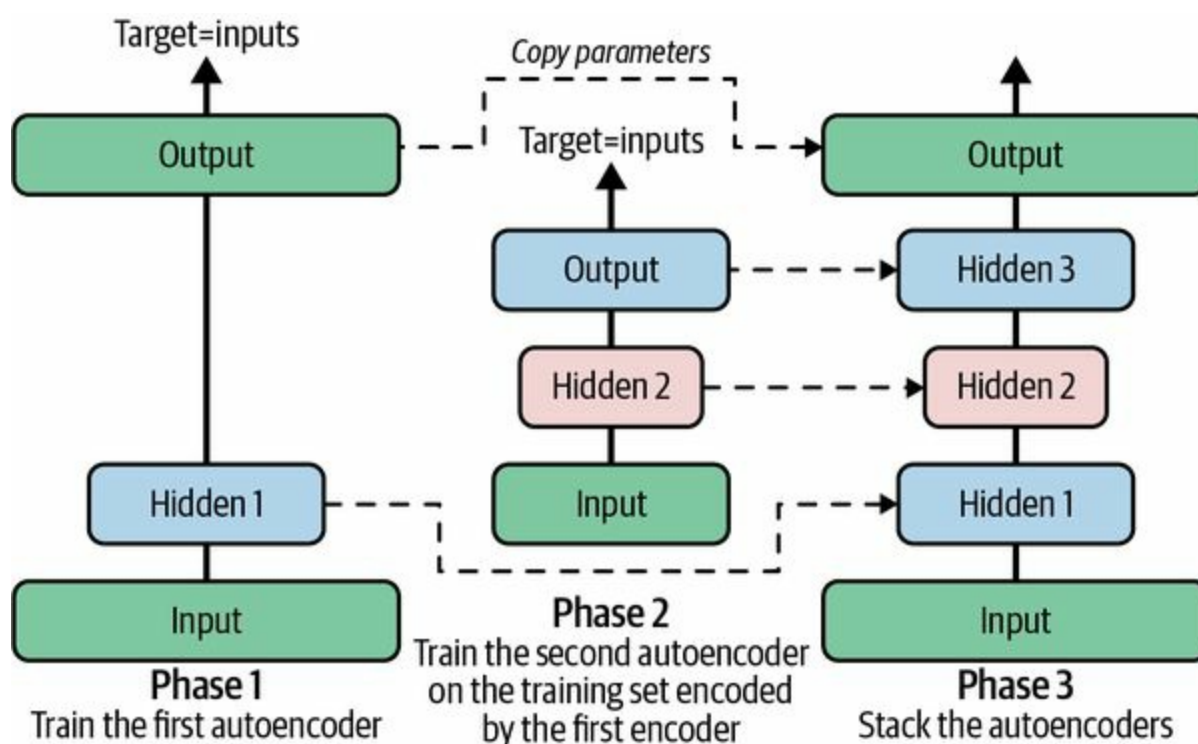 Target=inputs
Output
Hidden 1
Input
Phase 1
Train the first autoencoder
Copy parameters
Target=inputs
Output
Hidden 2
Input
Phase 2
Train the second autoencoder
on the training set encoded
by the first encoder
Output
Hidden 3
Hidden 2
Hidden 1
Input
Phase 3
Stack the autoencoders